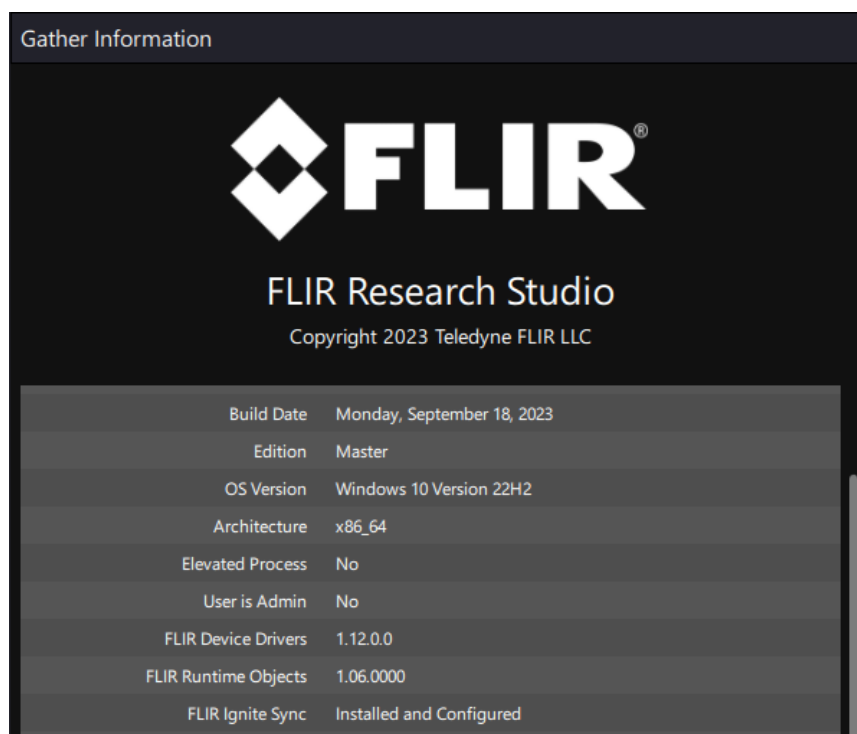 Gather Information
FLIR®
FLIR Research Studio
Copyright 2023 Teledyne FLIR LLC
Build Date Monday, September 18, 2023
Edition Master
OS Version Windows 10 Version 22H2
Architecture x86_64
Elevated Process No
User is Admin No
FLIR Device Drivers 1.12.0.0
FLIR Runtime Objects 1.06.0000
FLIR Ignite Sync Installed and Configured